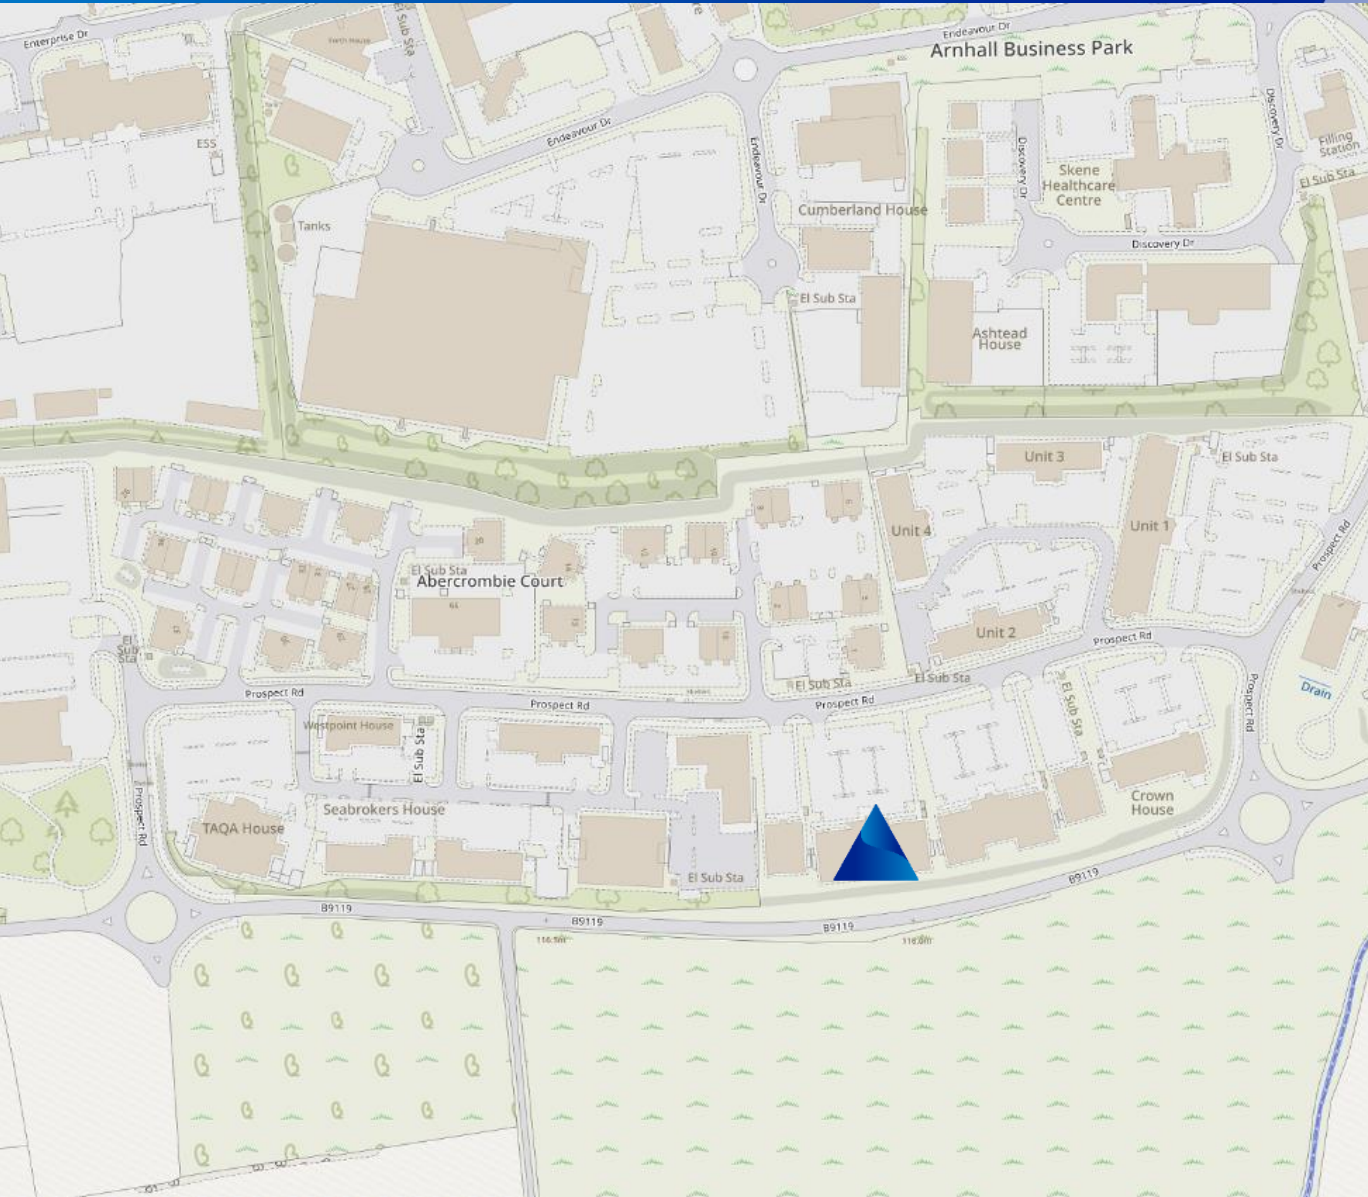 Enterprise Dr
El Sub Sta
Endeavour Dr
Arnhall Business Park
ESS
Endeavour Dr
Endeavour Dr
Discovery Dr
Discovery Dr
Filling
Station
El Sub Sta
Skene
Healthcare
Centre
Tanks
Cumberland House
Discovery Dr
El Sub Sta
Ashtead
House
Unit 3
El Sub Sta
Unit 4
Unit 1
Prospect Rd
El Sub Sta
Abercrombie Court
El
Sub
Sta
Unit 2
Prospect Rd
El Sub Sta
El Sub Sta
Drain
Prospect Rd
Prospect Rd
Prospect Rd
El Sub Sta
Prospect Rd
Westpoint House
El Sub Sta
Prospect Rd
Seabrokers House
TAQA House
Crown
House
El Sub Sta
B9119
B9119
B9119
B9119
116.5m